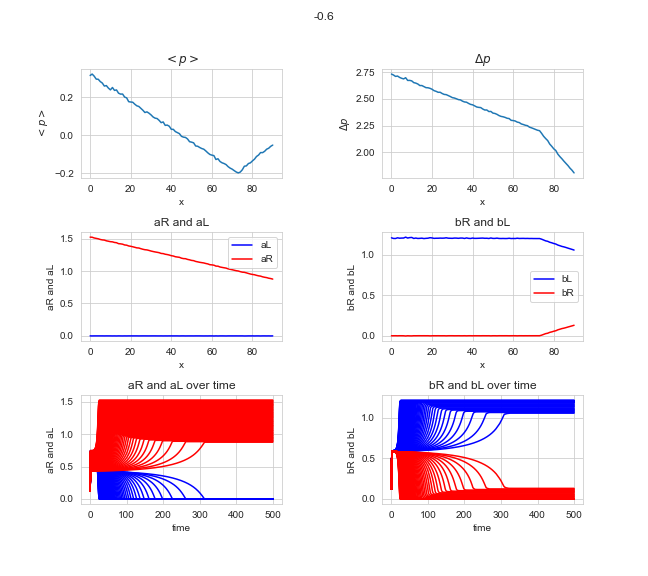 -0.6
< p >
Δp
0.2
0.0
−0.2
< p >
0 20 40 60 80
x
2.75
2.50
2.25
2.00
Δp
0 20 40 60 80
x
aR and aL
bR and bL
1.5
1.0
0.5
0.0
aR and aL
aL
aR
0 20 40 60 80
x
1.0
0.5
0.0
bR and bL
bL
bR
0 20 40 60 80
x
aR and aL over time
bR and bL over time
1.5
1.0
0.5
0.0
aR and aL
0 100 200 300 400 500
time
1.0
0.5
0.0
bR and bL
0 100 200 300 400 500
time